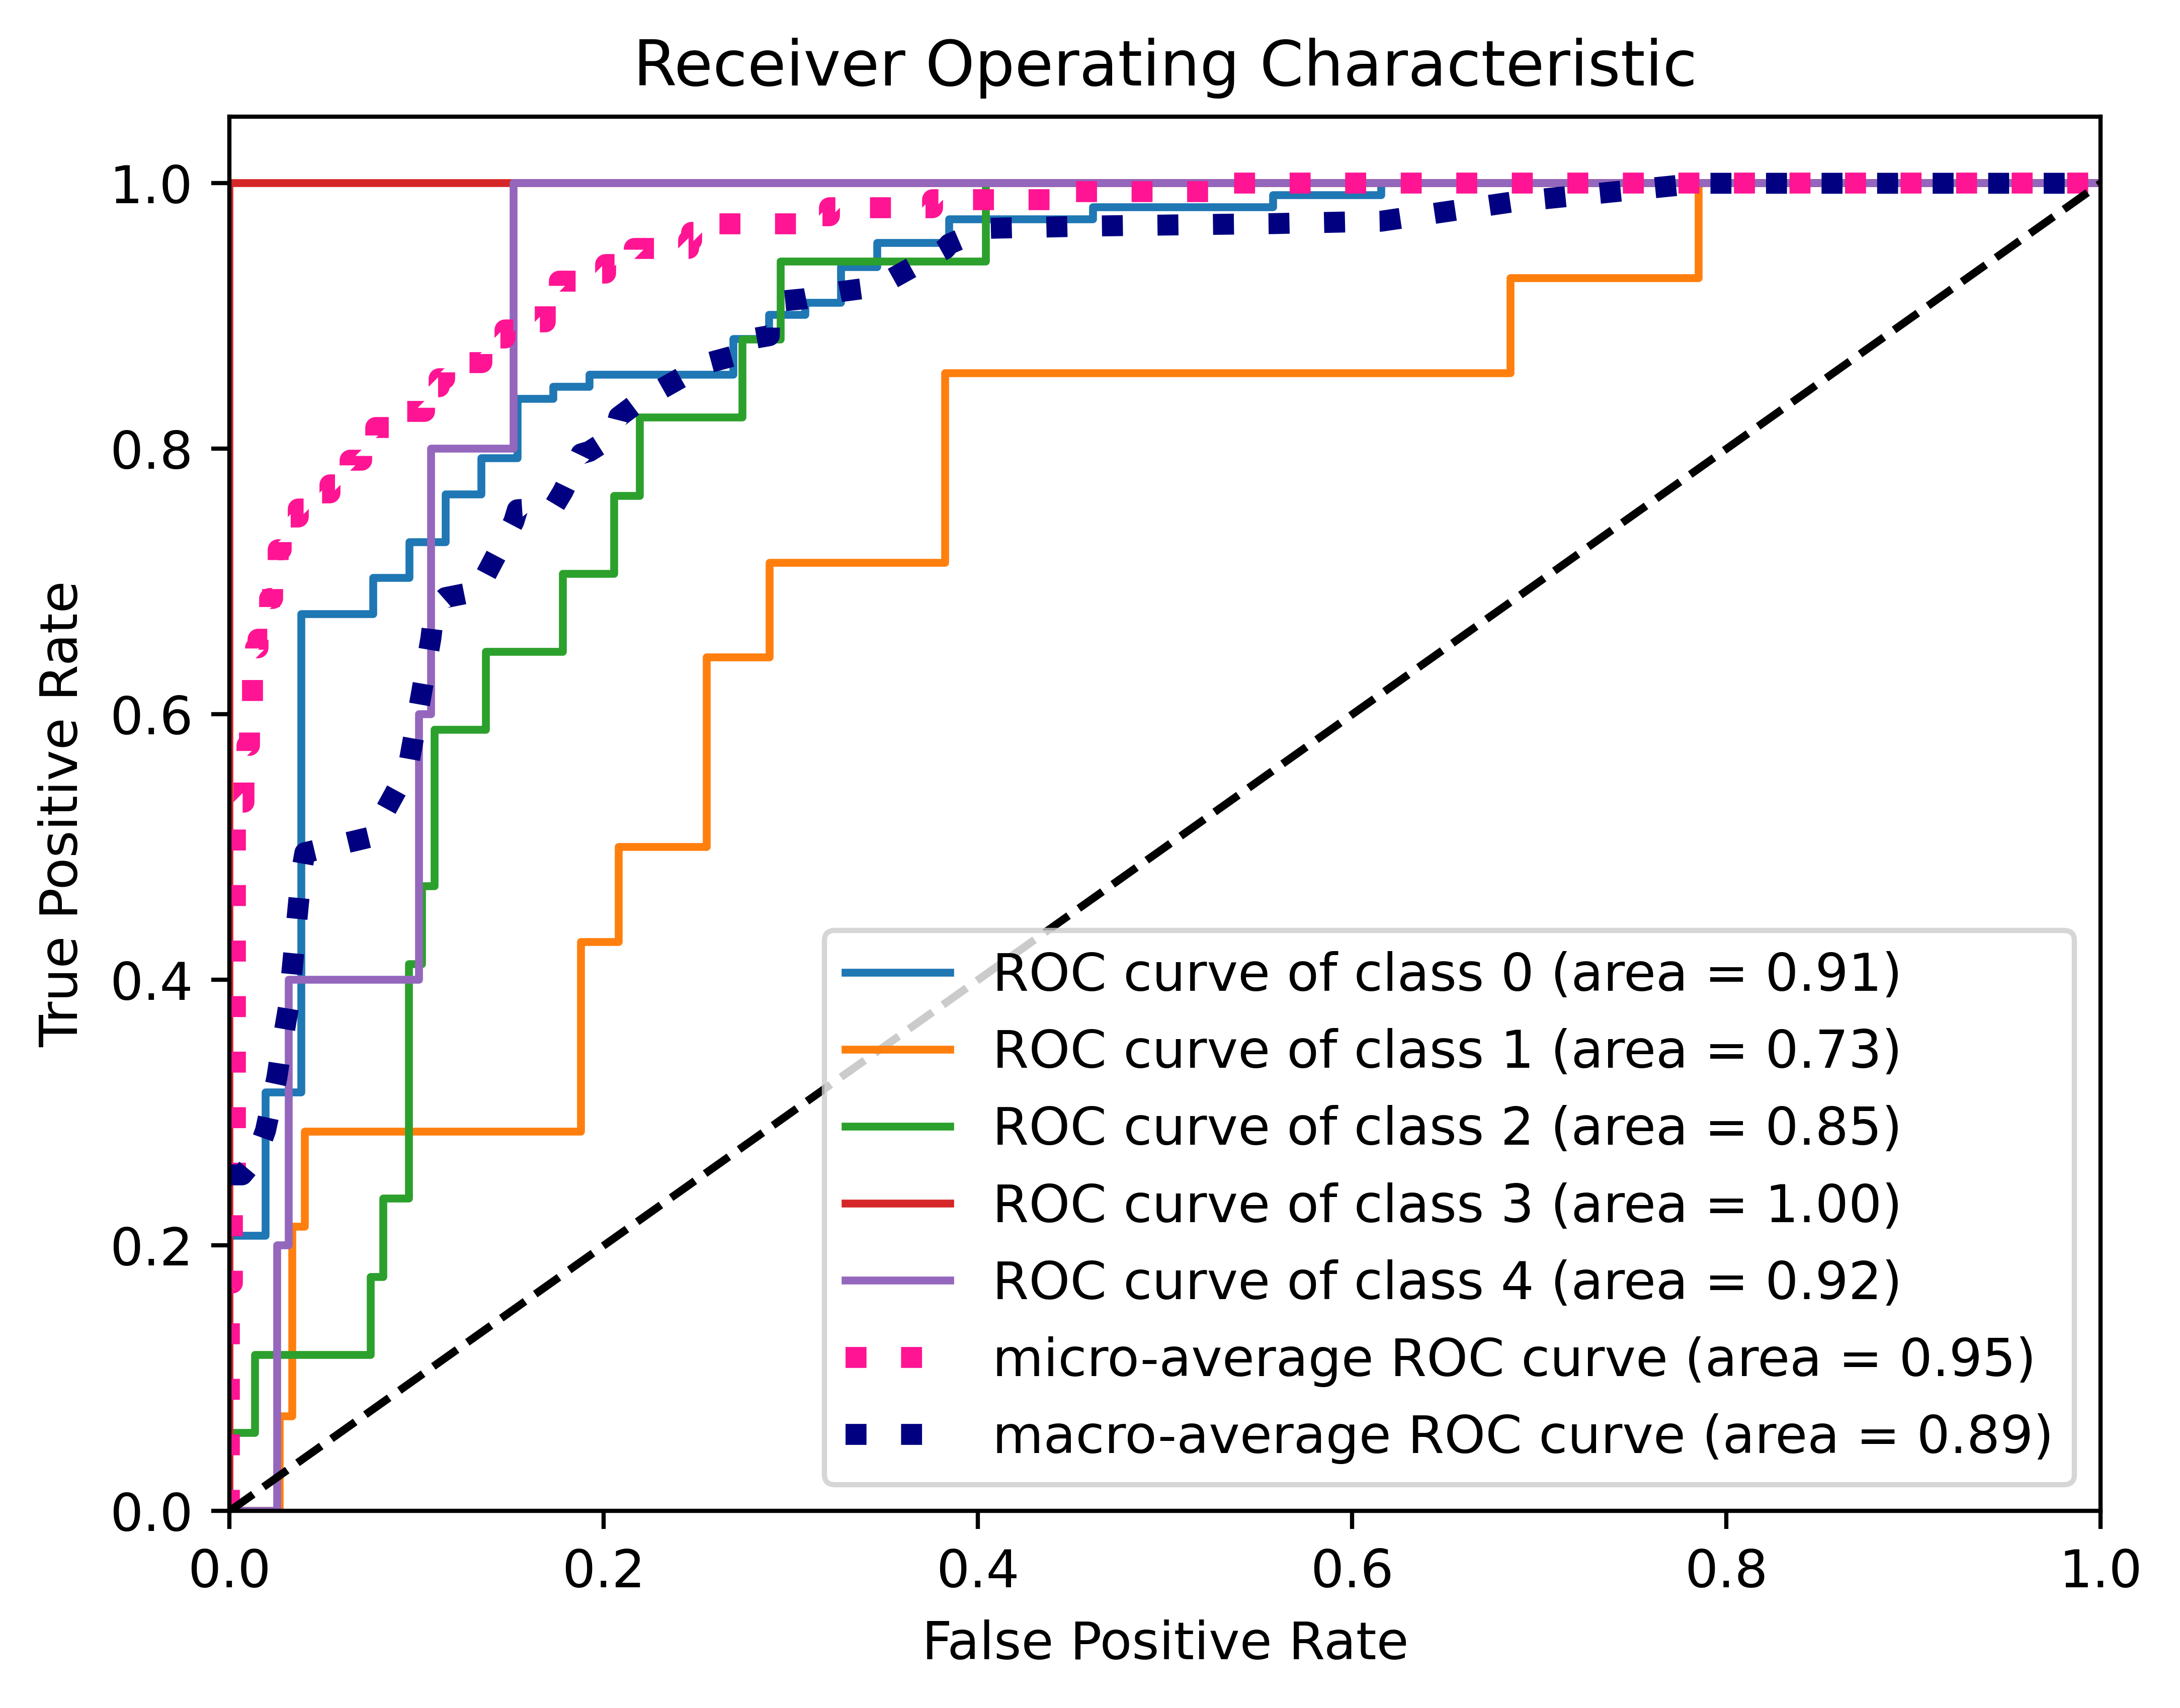 Receiver Operating Characteristic
1.0
0.8
0.6
0.4
0.2
0.0
True Positive Rate
ROC curve of class 0 (area = 0.91)
ROC curve of class 1 (area = 0.73)
ROC curve of class 2 (area = 0.85)
ROC curve of class 3 (area = 1.00)
ROC curve of class 4 (area = 0.92)
micro-average ROC curve (area = 0.95)
macro-average ROC curve (area = 0.89)
0.0 0.2 0.4 0.6 0.8 1.0
False Positive Rate